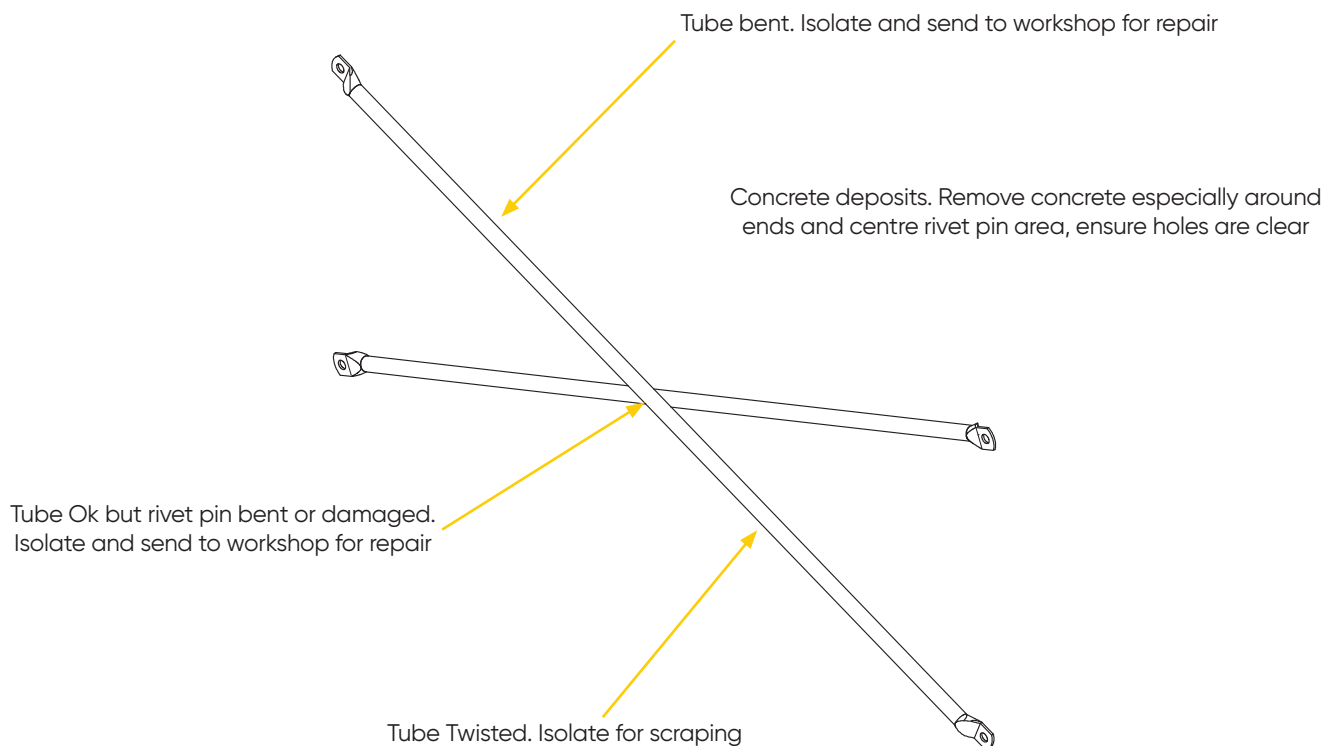 Tube bent. Isolate and send to workshop for repair
Concrete deposits. Remove concrete especially around
ends and centre rivet pin area, ensure holes are clear
Tube Ok but rivet pin bent or damaged.
Isolate and send to workshop for repair
Tube Twisted. Isolate for scraping